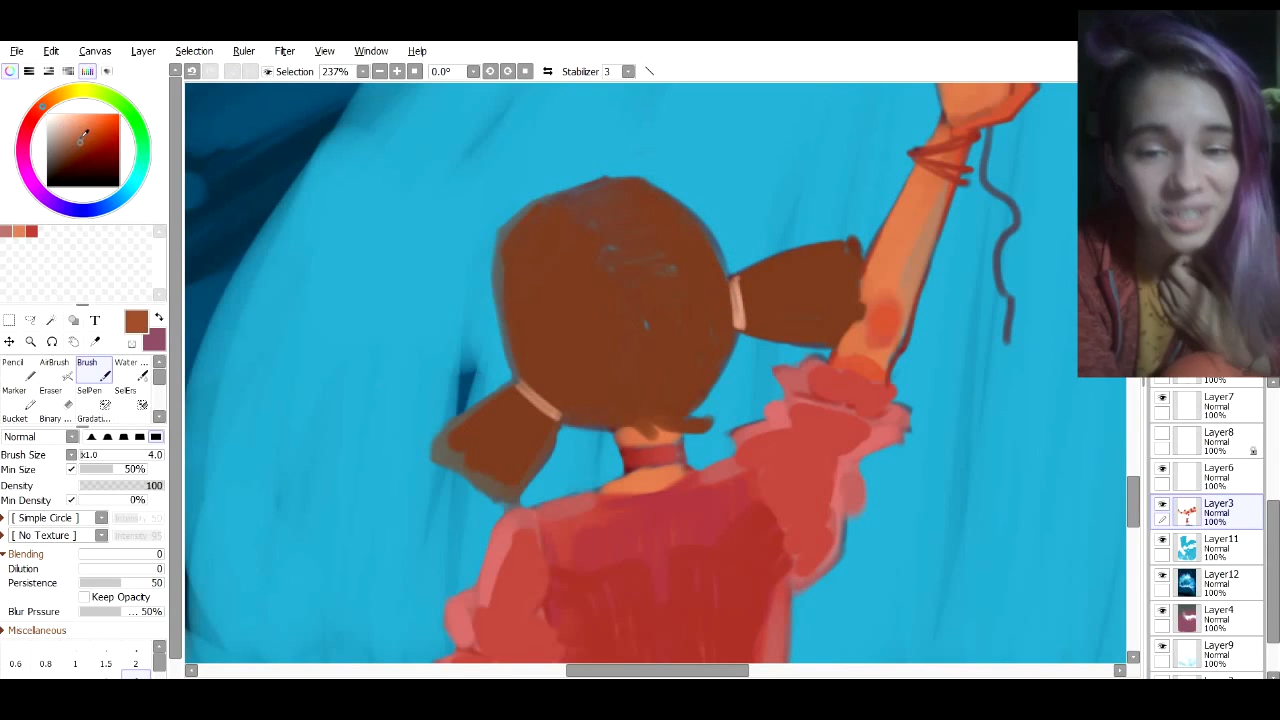 File Edit Canvas Layer Selection Ruler Filter View Window Help
Selection 237% 0.0° Stabilizer 3
T
Pencil AirBrush Brush Water ...
Marker Eraser SelPen SelErs
Bucket Binary ... Gradati...
Normal
Brush Size x1.0 4.0
Min Size 50%
Density 100
Min Density 0%
[ Simple Circle ] Intensity 50
[ No Texture ] Intensity 95
Blending 0
Dilution 0
Persistence 50
Keep Opacity
Blur Prssure ... 50%
Miscellaneous
0.6 0.8 1 1.5 2
100%
Layer7
Normal
100%
Layer8
Normal
100%
Layer6
Normal
100%
Layer3
Normal
100%
Layer11
Normal
100%
Layer12
Normal
100%
Layer4
Normal
100%
Layer9
Normal
100%